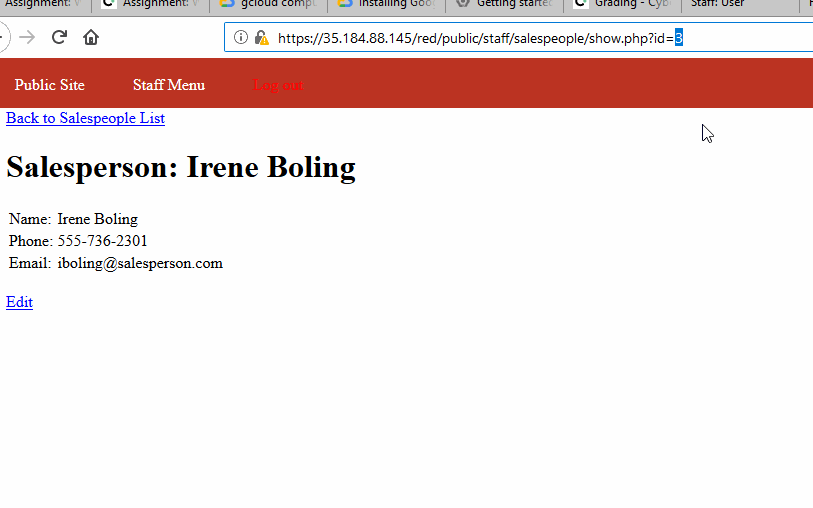 Assignment: W
Assignment: W
gcloud comp
Installing Goo
Getting started
Grading - Cyb
Staff: User
https://35.184.88.145/red/public/staff/salespeople/show.php?id=3
Public Site Staff Menu Log out
Back to Salespeople List
Salesperson: Irene Boling
Name: Irene Boling
Phone: 555-736-2301
Email: iboling@salesperson.com
Edit